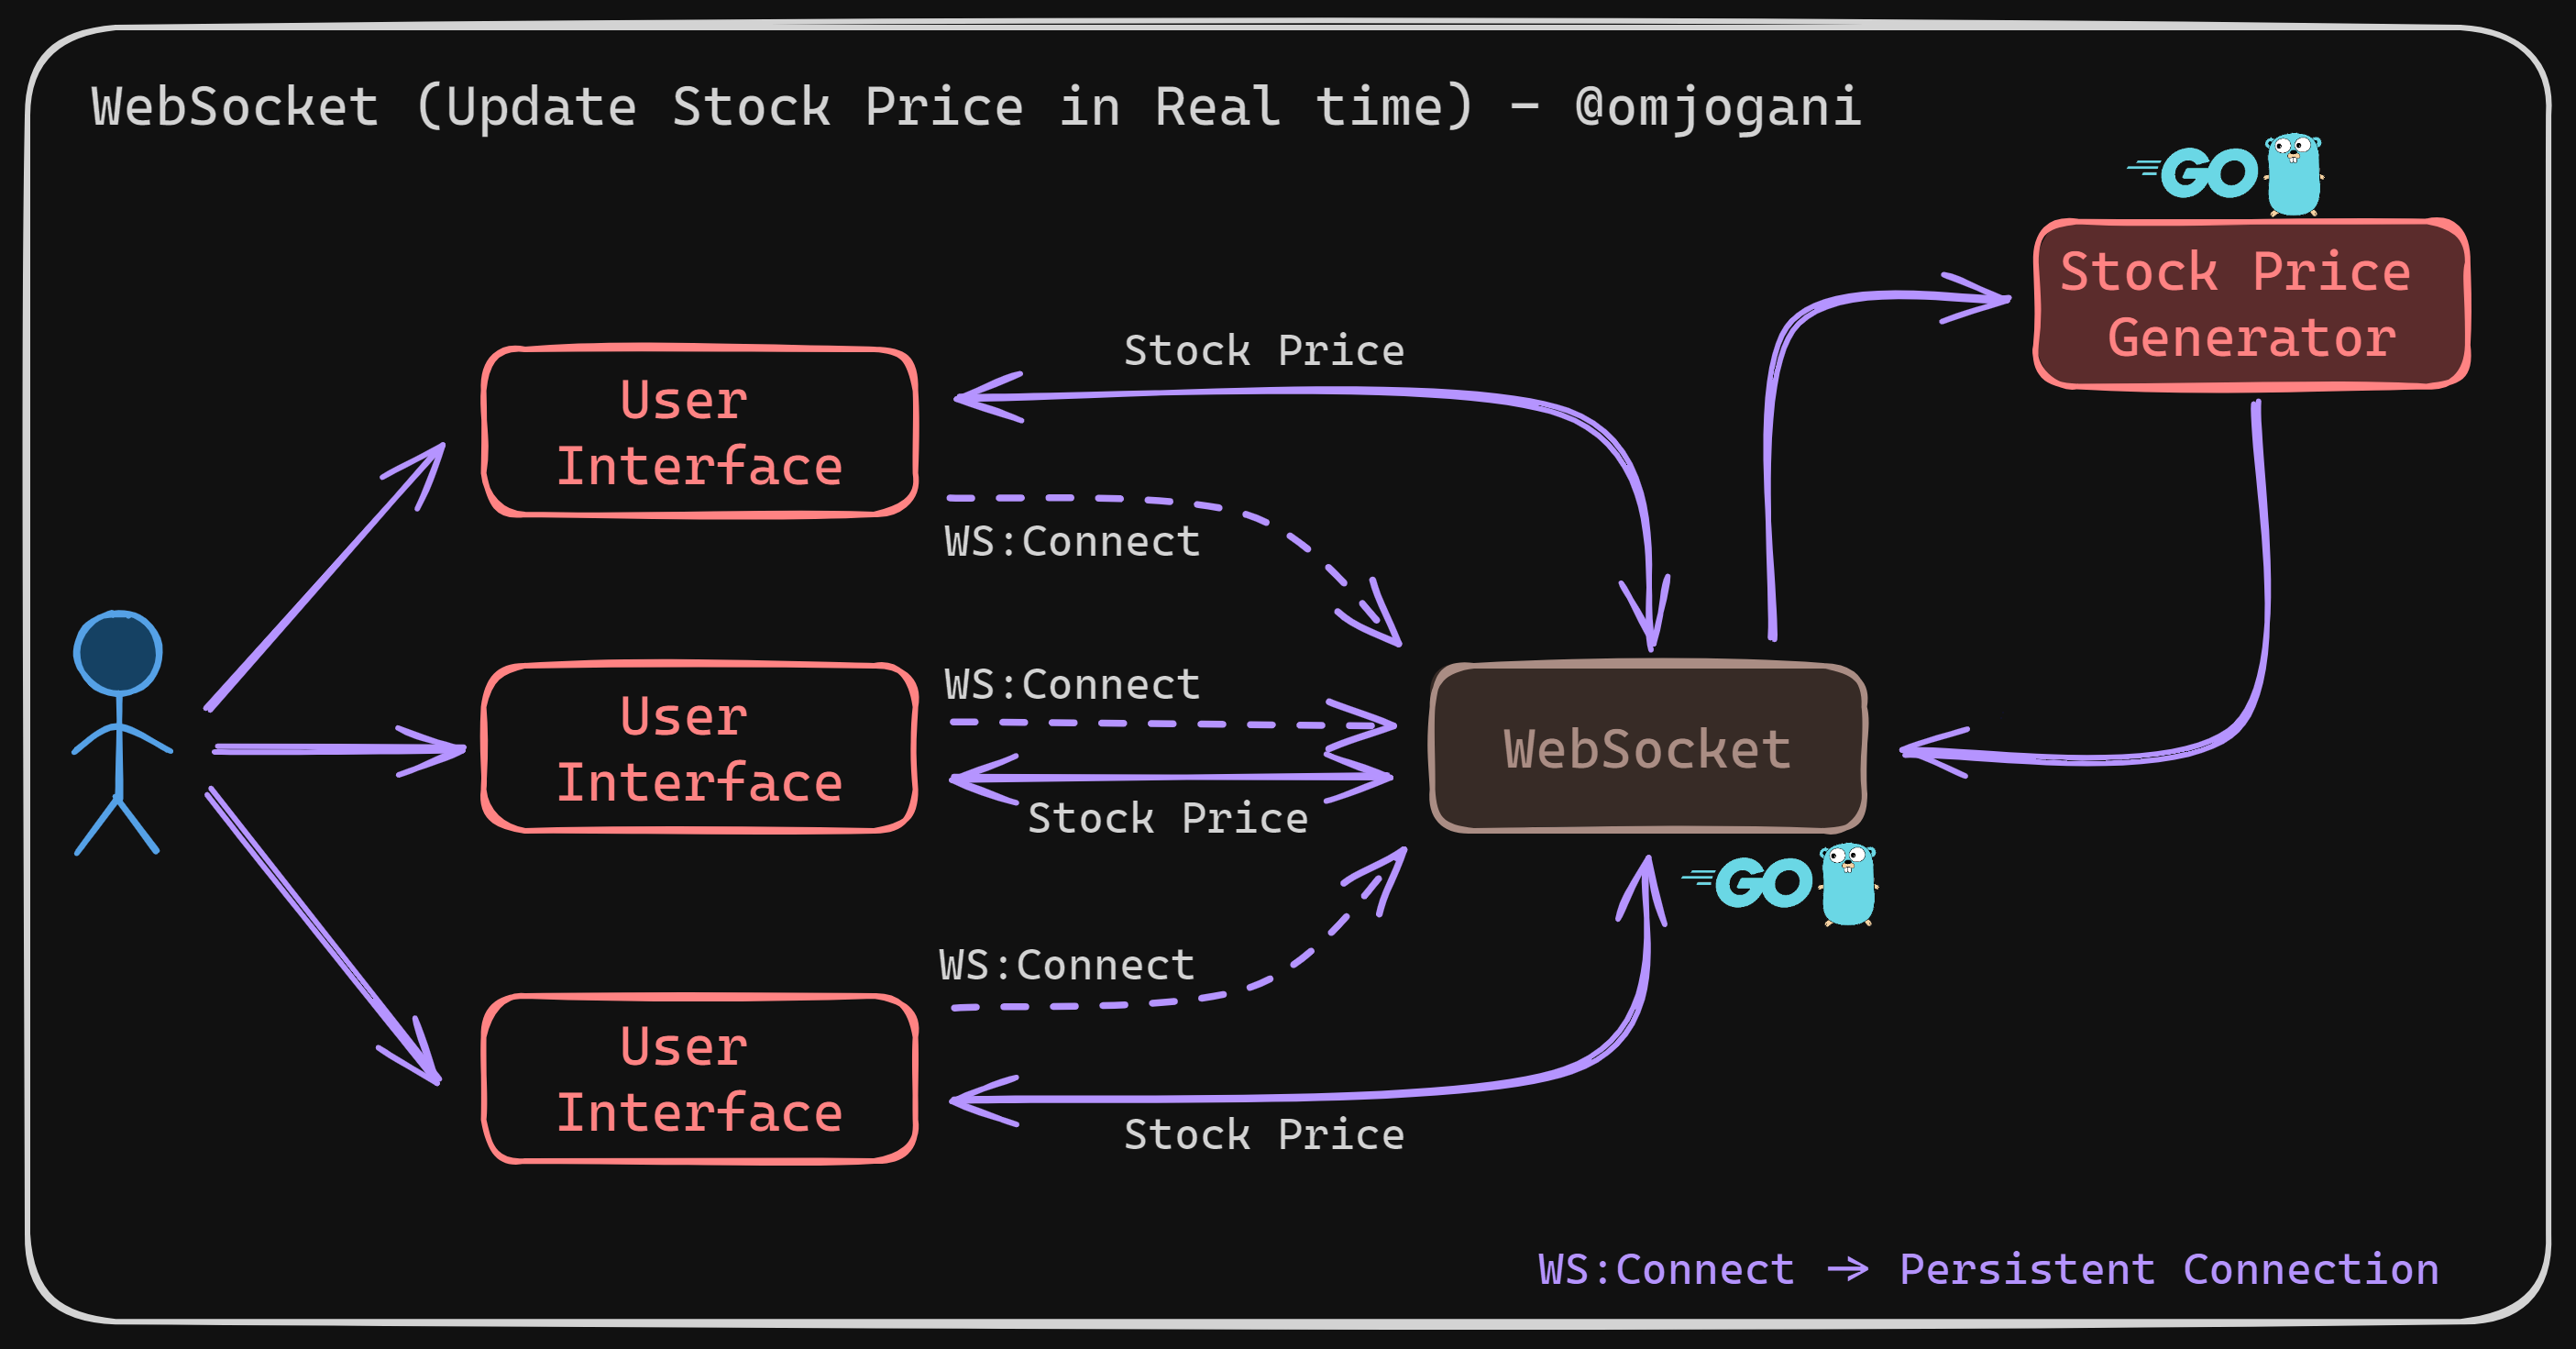 WebSocket (Update Stock Price in Real time) - @omjogani
GO
Stock Price
Generator
Stock Price
User
Interface
WS:Connect
WS:Connect
User
Interface
Stock Price
WebSocket
GO
WS:Connect
User
Interface
Stock Price
WS:Connect -> Persistent Connection